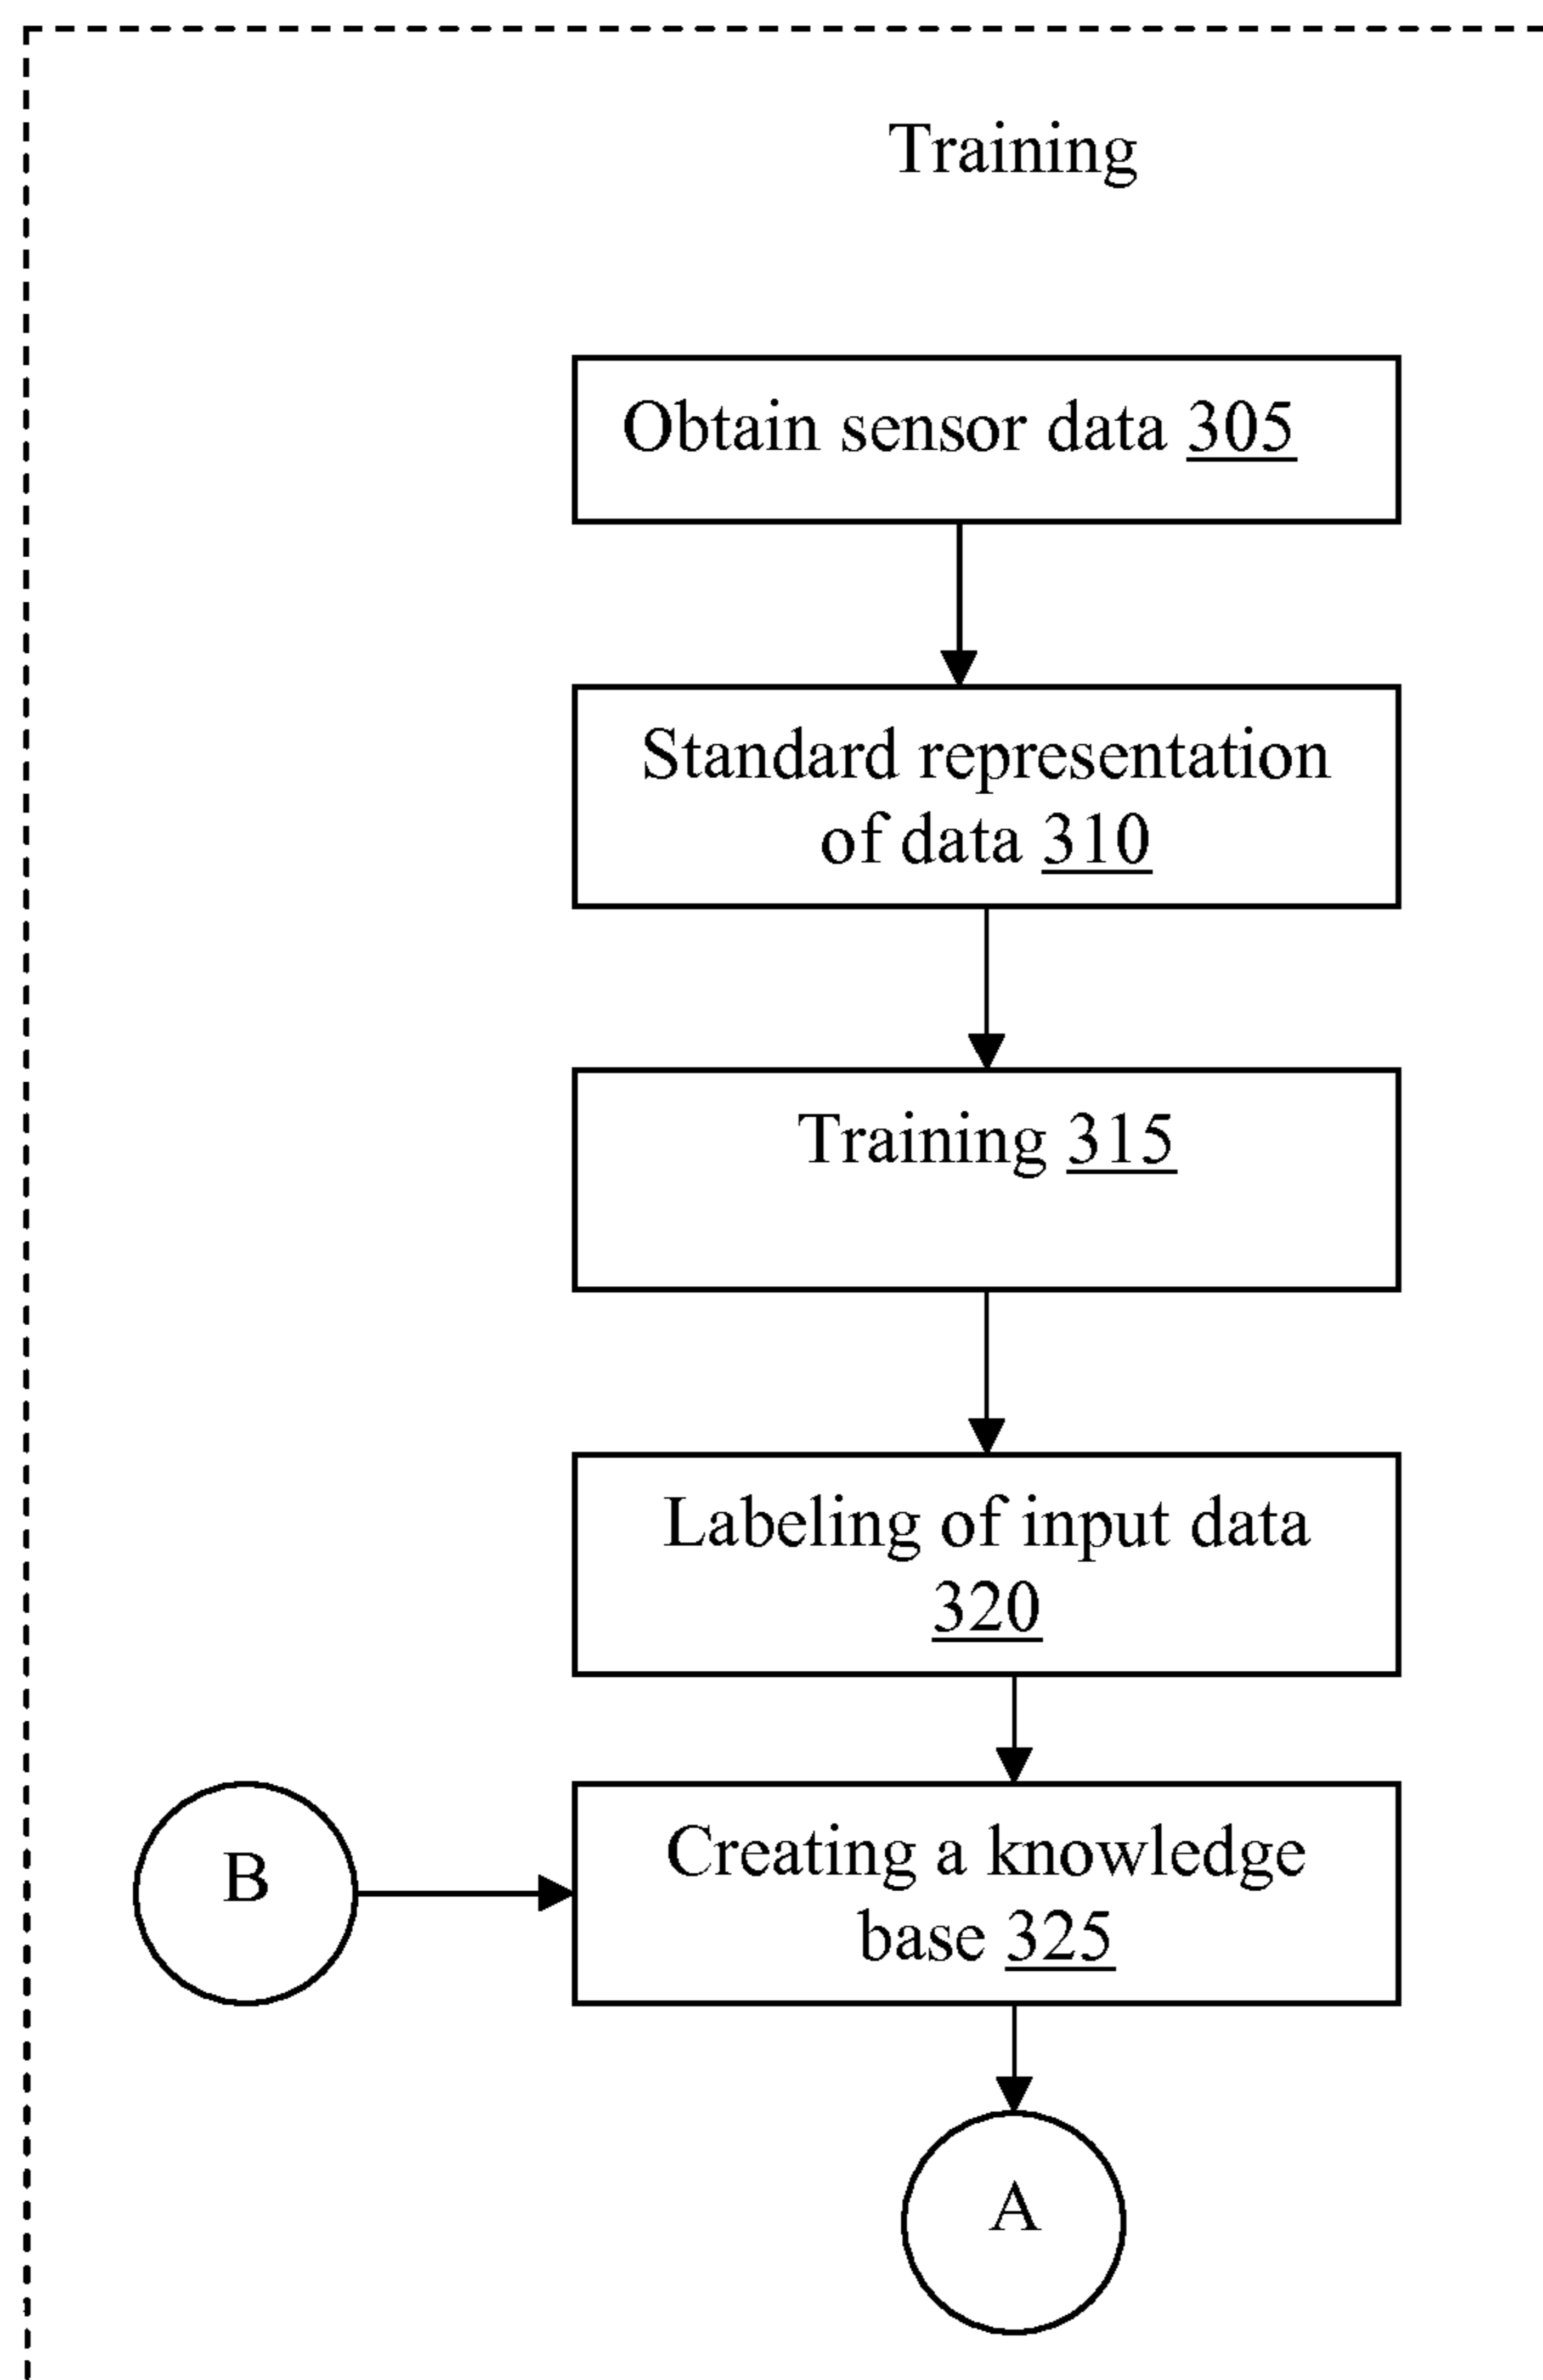 Training
Obtain sensor data 305
Standard representation
of data 310
Training 315
Labeling of input data
320
Creating a knowledge
base 325
B
A